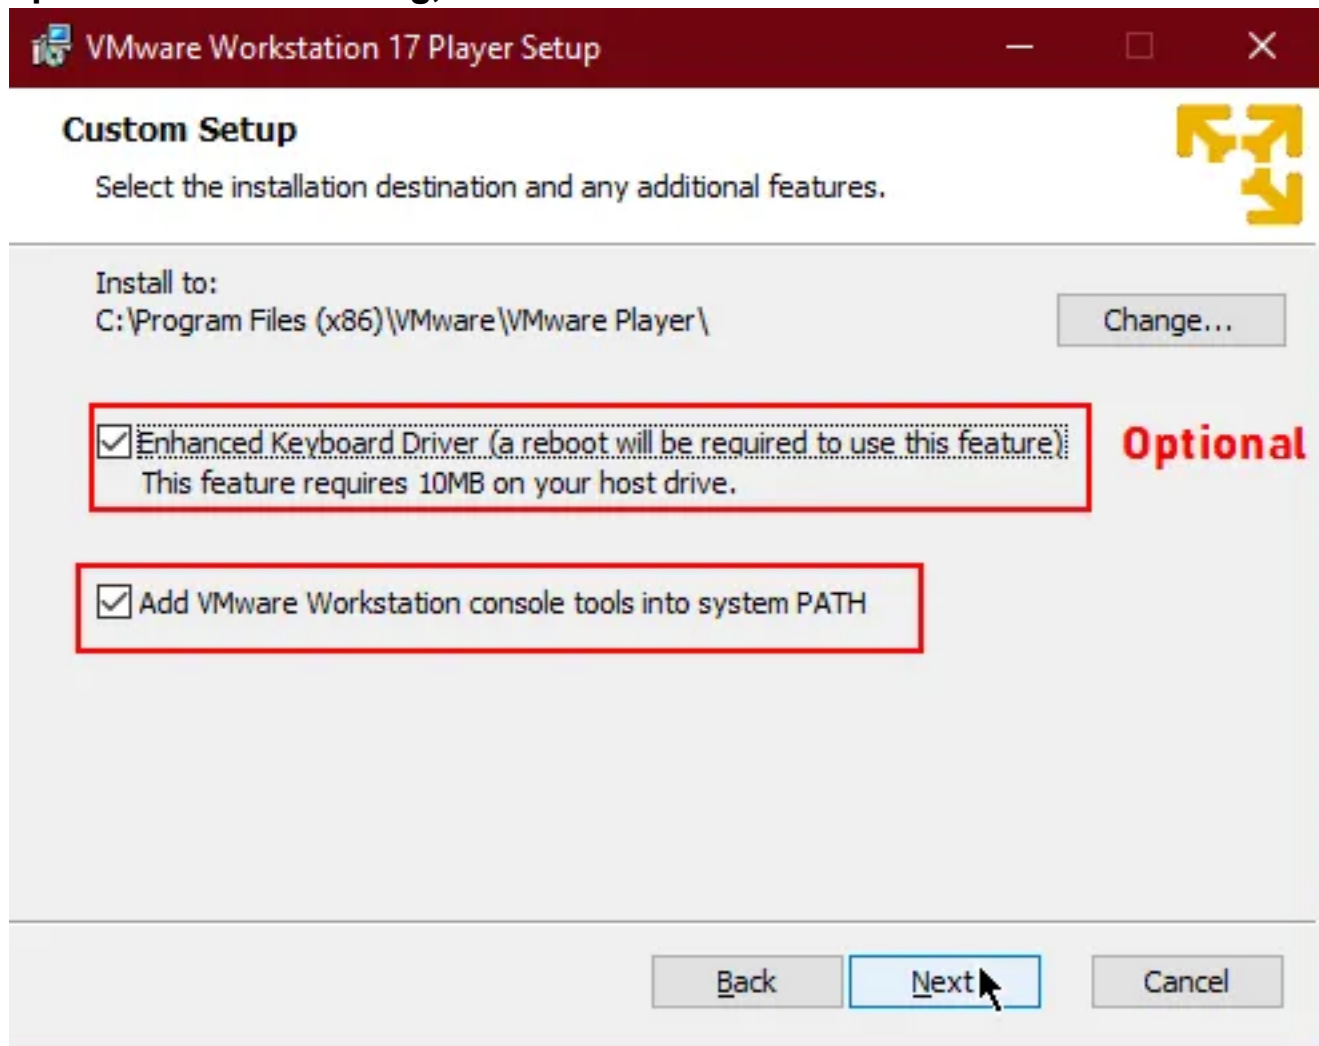 VMware Workstation 17 Player Setup
Custom Setup
Select the installation destination and any additional features.
Install to:
C:\Program Files (x86)\VMware\VMware Player\
Change...
Enhanced Keyboard Driver (a reboot will be required to use this feature)
Optional
This feature requires 10MB on your host drive.
Add VMware Workstation console tools into system PATH
Back Next Cancel